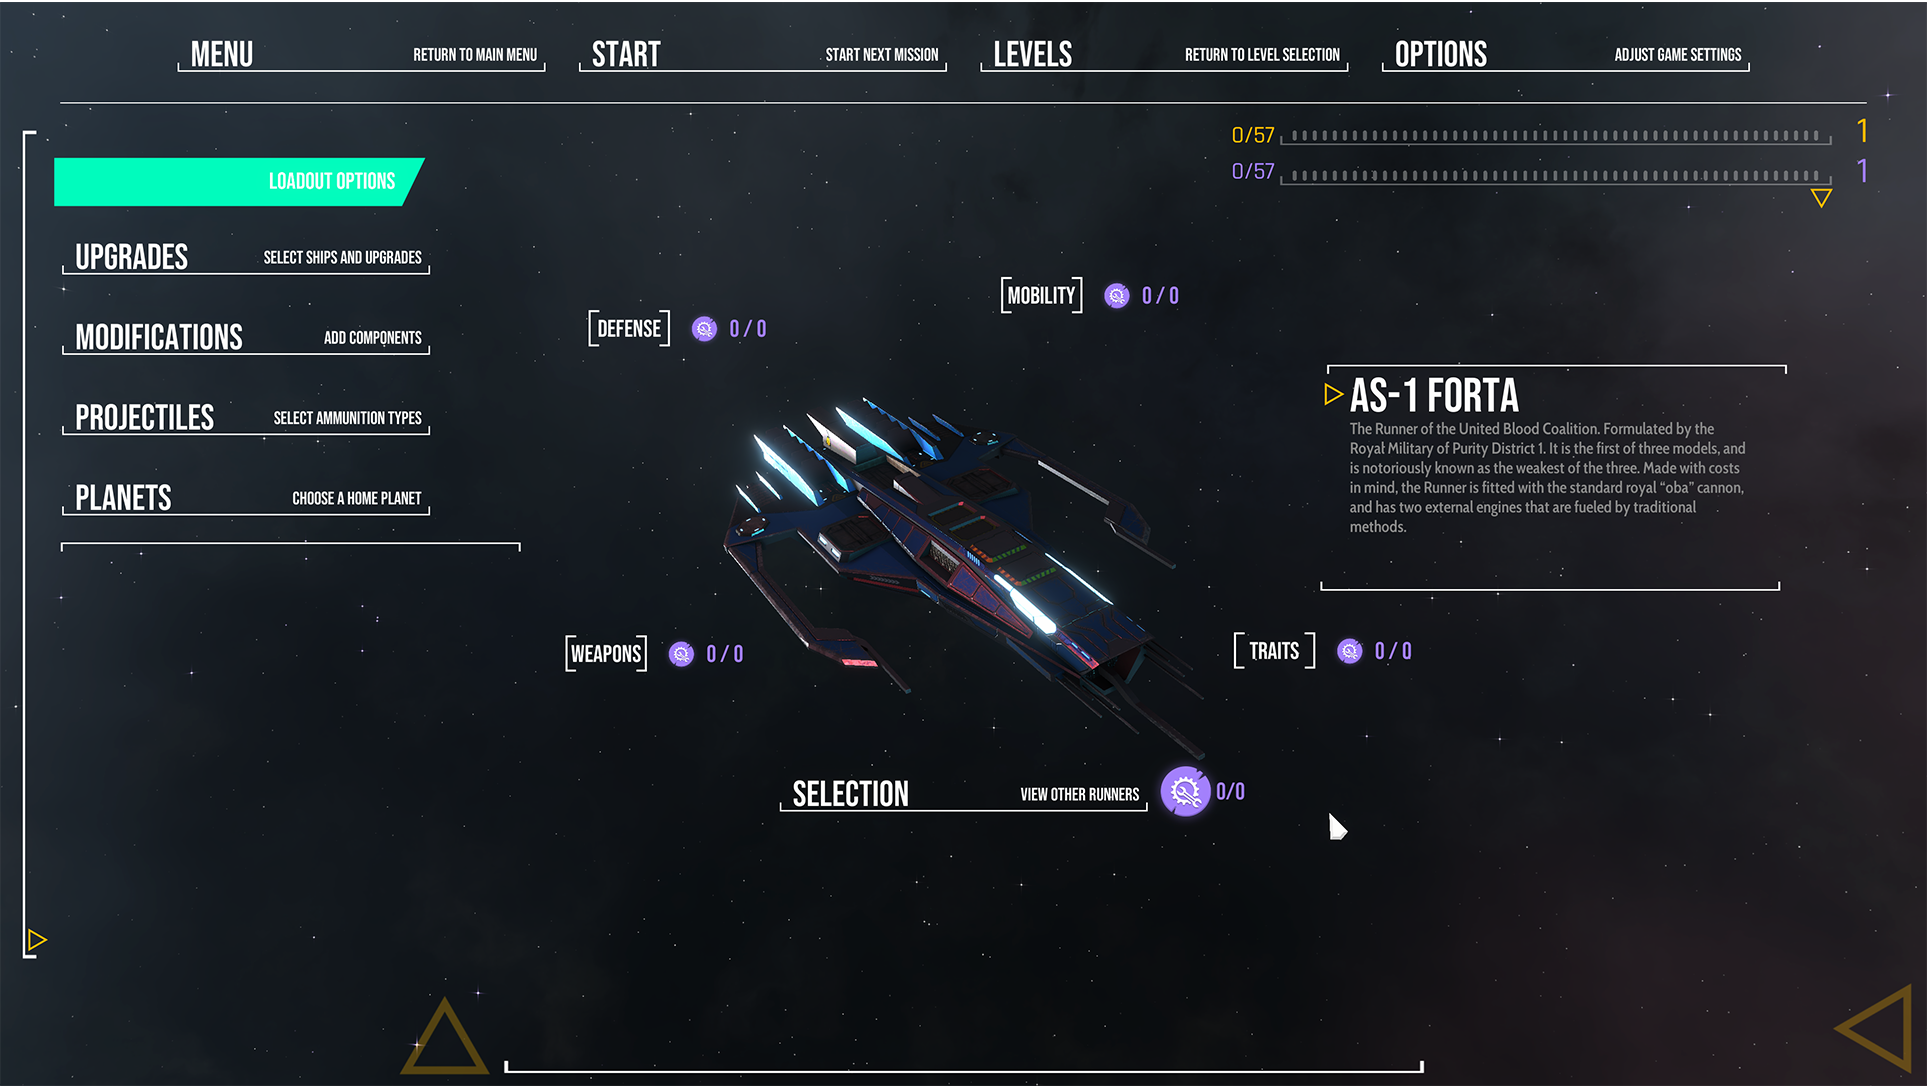 MENU RETURN TO MAIN MENU
START START NEXT MISSION
LEVELS RETURN TO LEVEL SELECTION
OPTIONS ADJUST GAME SETTINGS
0/57 1
0/57 1
LOADOUT OPTIONS
UPGRADES SELECT SHIPS AND UPGRADES
MODIFICATIONS ADD COMPONENTS
PROJECTILES SELECT AMMUNITION TYPES
PLANETS CHOOSE A HOME PLANET
DEFENSE 0/0
MOBILITY 0/0
WEAPONS 0/0
TRAITS 0/0
AS-1 FORTA
The Runner of the United Blood Coalition. Formulated by the
Royal Military of Purity District 1. It is the first of three models, and
is notoriously known as the weakest of the three. Made with costs
in mind, the Runner is fitted with the standard royal “oba” cannon,
and has two external engines that are fueled by traditional
methods.
SELECTION VIEW OTHER RUNNERS 0/0